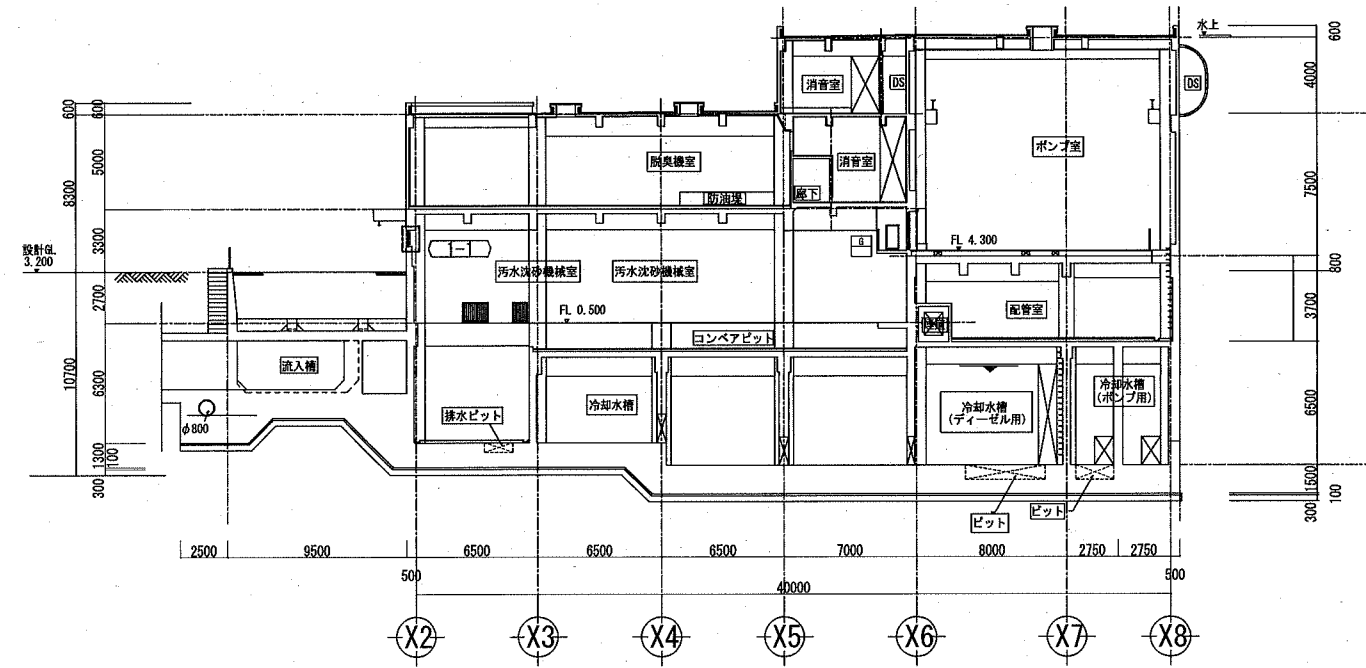 水上
600
4000
7500
800
3700
6500
1500
100
300
600
600
5000
8300
3300
設計GL
3.200
2700
10700
6300
1300
100
300
消音室
DS
DS
脱臭機室
消音室
ポンプ室
防油堤
廊下
G
FL 4.300
汚水沈砂機械室
汚水沈砂機械室
FL 0.500
配管室
コンベアピット
流入槽
φ800
排水ピット
冷却水槽
冷却水槽
(ディーゼル用)
冷却水槽
(ポンプ用)
ピット
ピット
2500
9500
6500
6500
6500
7000
8000
2750
2750
500
40000
500
X2
X3
X4
X5
X6
X7
X8